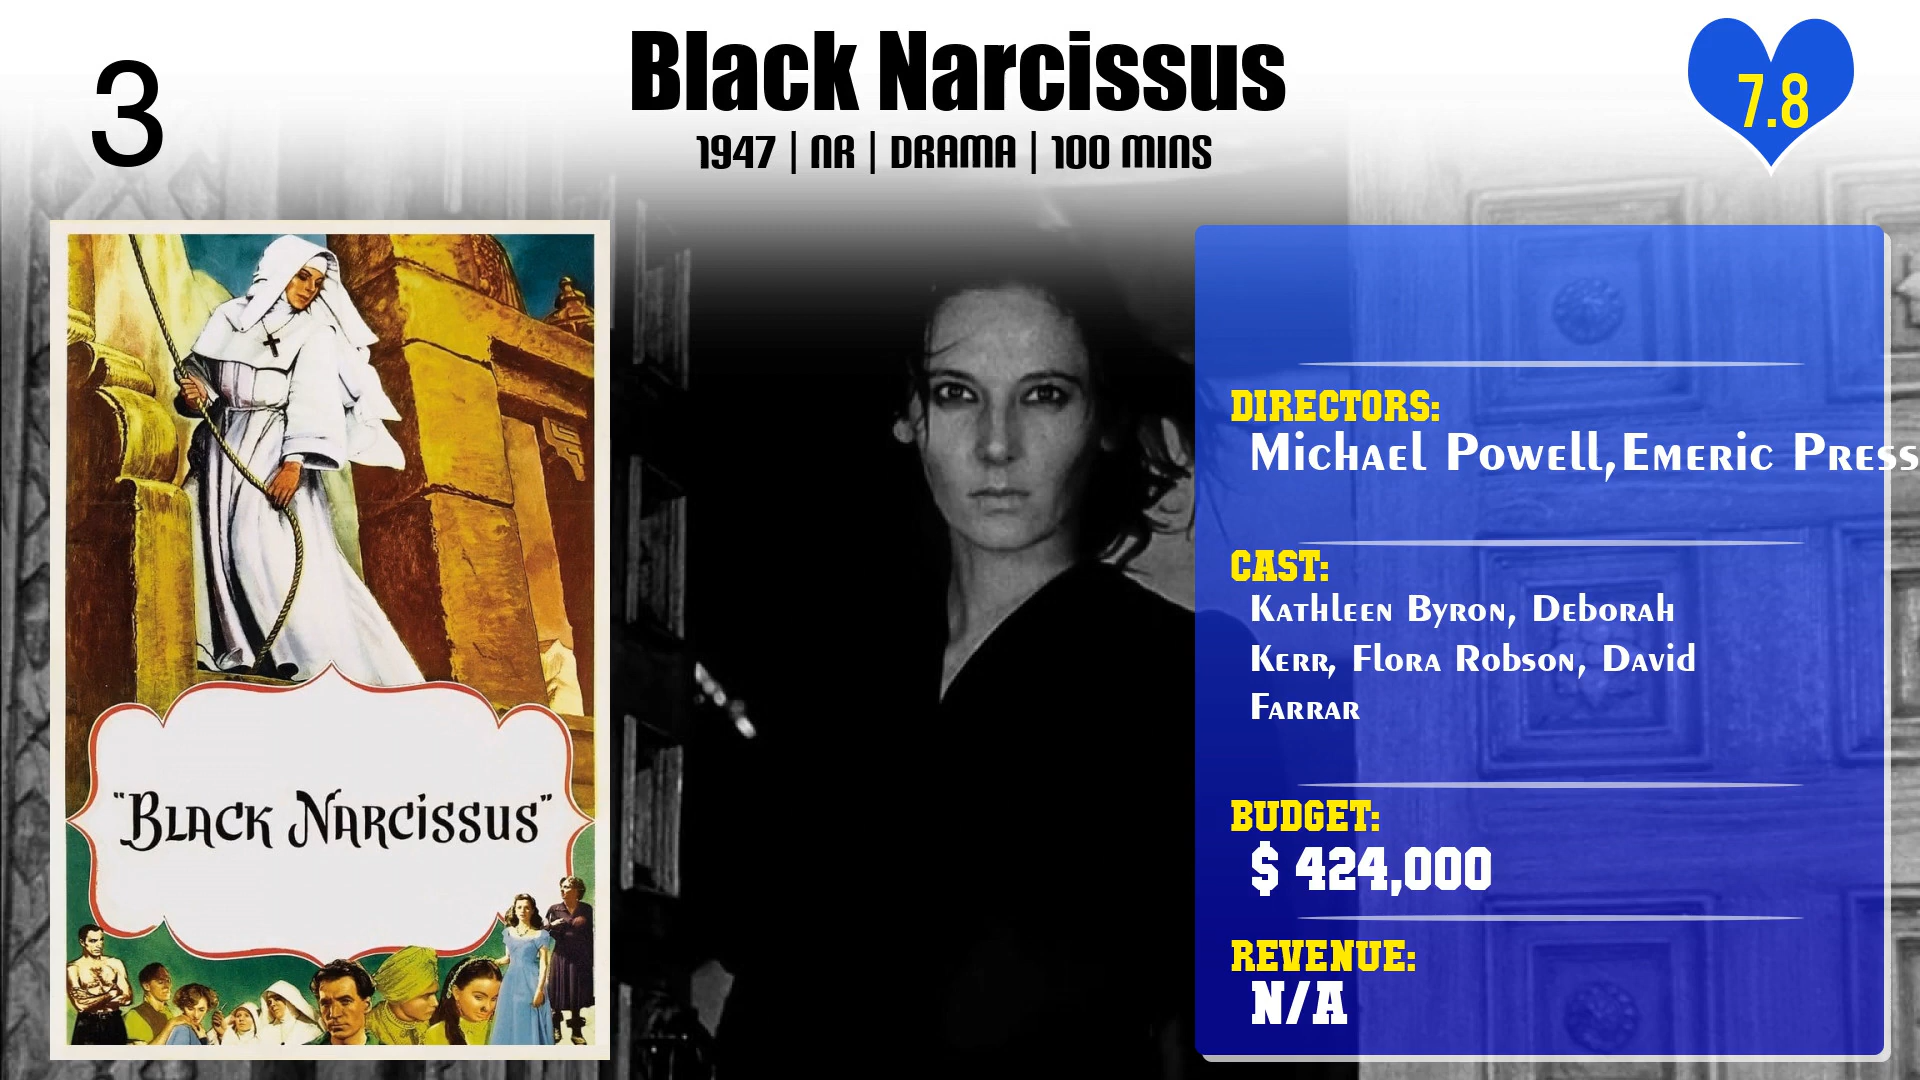 3
Black Narcissus
7.8
1947 | NR | DRAMA | 100 MINS
DIRECTORS:
Michael Powell,Emeric Press
CAST:
Kathleen Byron, Deborah
Kerr, Flora Robson, David
Farrar
"BLACK NARCISSUS"
BUDGET:
$ 424,000
REVENUE:
N/A